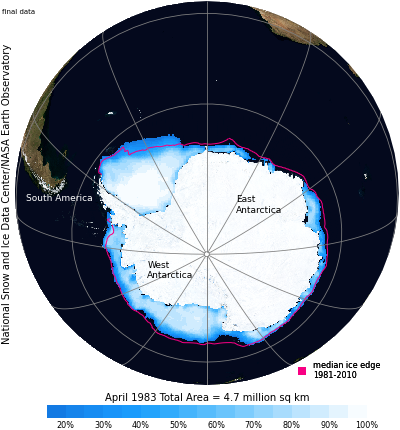 final data
National Snow and Ice Data Center/NASA Earth Observatory
South America
East
Antarctica
West
Antarctica
median ice edge
1981-2010
April 1983 Total Area = 4.7 million sq km
20% 30% 40% 50% 60% 70% 80% 90% 100%